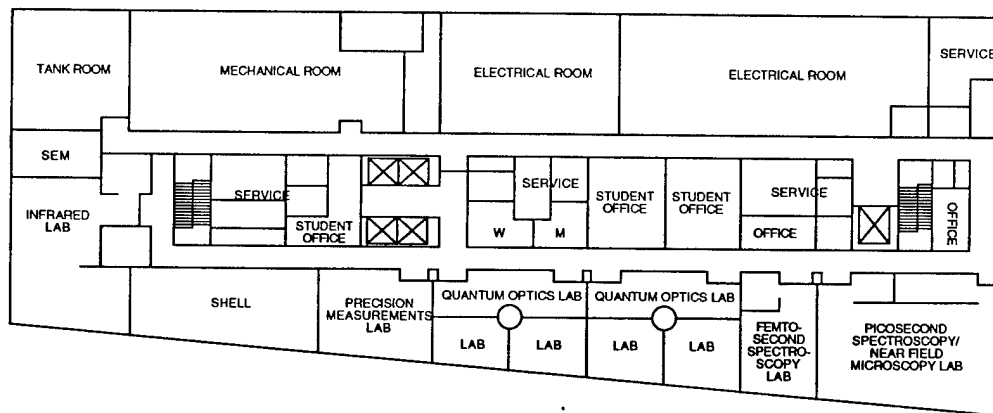 TANK ROOM
MECHANICAL ROOM
ELECTRICAL ROOM
ELECTRICAL ROOM
SERVICE
SEM
SERVICE
SERVICE
STUDENT
OFFICE
STUDENT
OFFICE
SERVICE
INFRARED
LAB
STUDENT
OFFICE
W
M
OFFICE
OFFICE
SHELL
PRECISION
MEASUREMENTS
LAB
QUANTUM OPTICS LAB
QUANTUM OPTICS LAB
LAB
LAB
LAB
LAB
FEMTO-
SECOND
SPECTRO-
SCOPY
LAB
PICOSECOND
SPECTROSCOPY/
NEAR FIELD
MICROSCOPY LAB